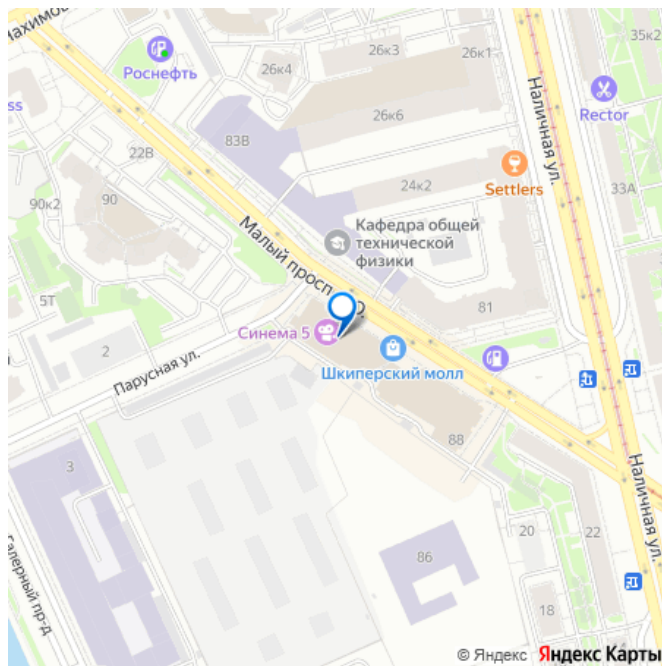 Нахимов
Роснефть
26к3
26к4
26к1
26к6
35к2
Наличная ул.
Rector
ss
83В
22В
24к2
Settlers
33А
90к2
90
Кафедра общей
технической
физики
Малый просп. В.О.
5Т
81
Синема 5
2
Парусная ул.
Шкиперский молл
88
3
Наличная ул.
20
22
86
18
Галерный пр-д
© Яндекс Яндекс Карты